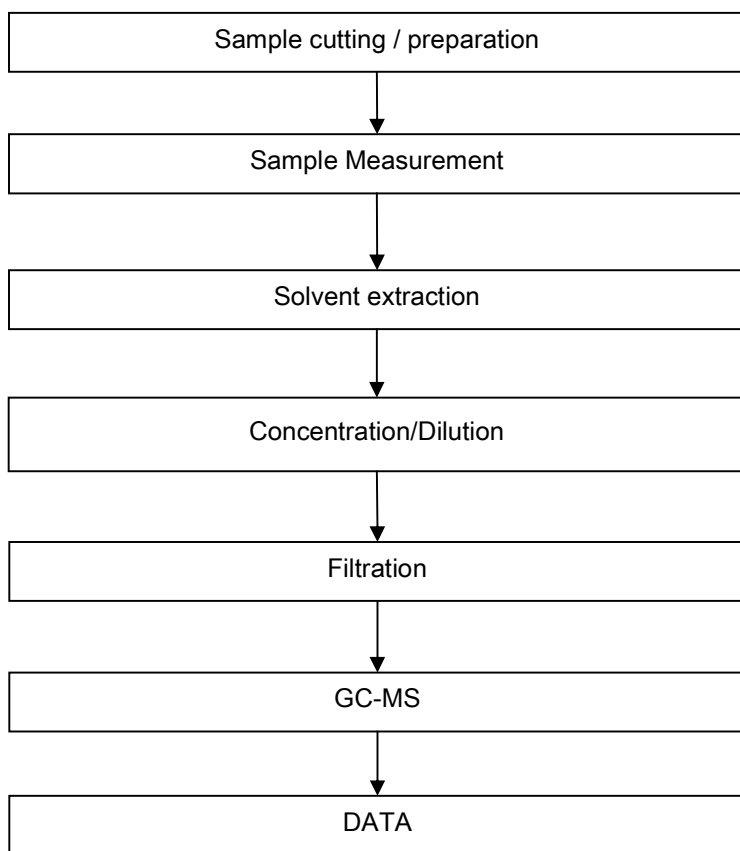 Sample cutting / preparation
Sample Measurement
Solvent extraction
Concentration/Dilution
Filtration
GC-MS
DATA